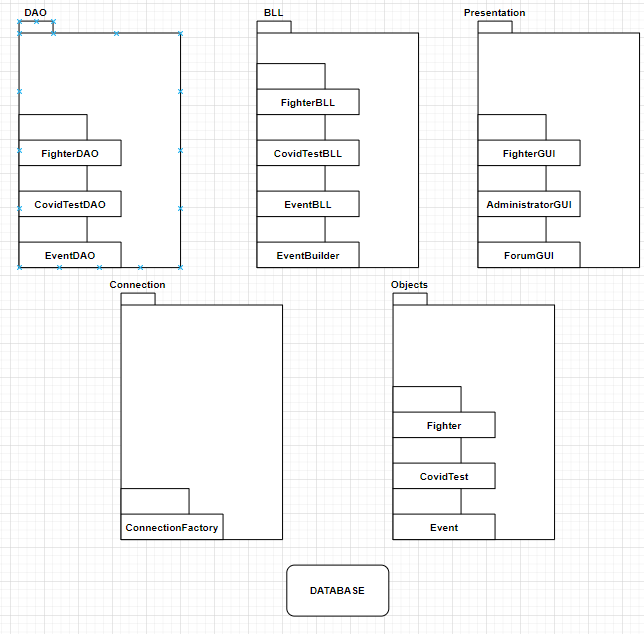 DAO
BLL
Presentation
FighterDAO
CovidTestDAO
EventDAO
FighterBLL
CovidTestBLL
EventBLL
EventBuilder
FighterGUI
AdministratorGUI
ForumGUI
Connection
Objects
ConnectionFactory
Fighter
CovidTest
Event
DATABASE